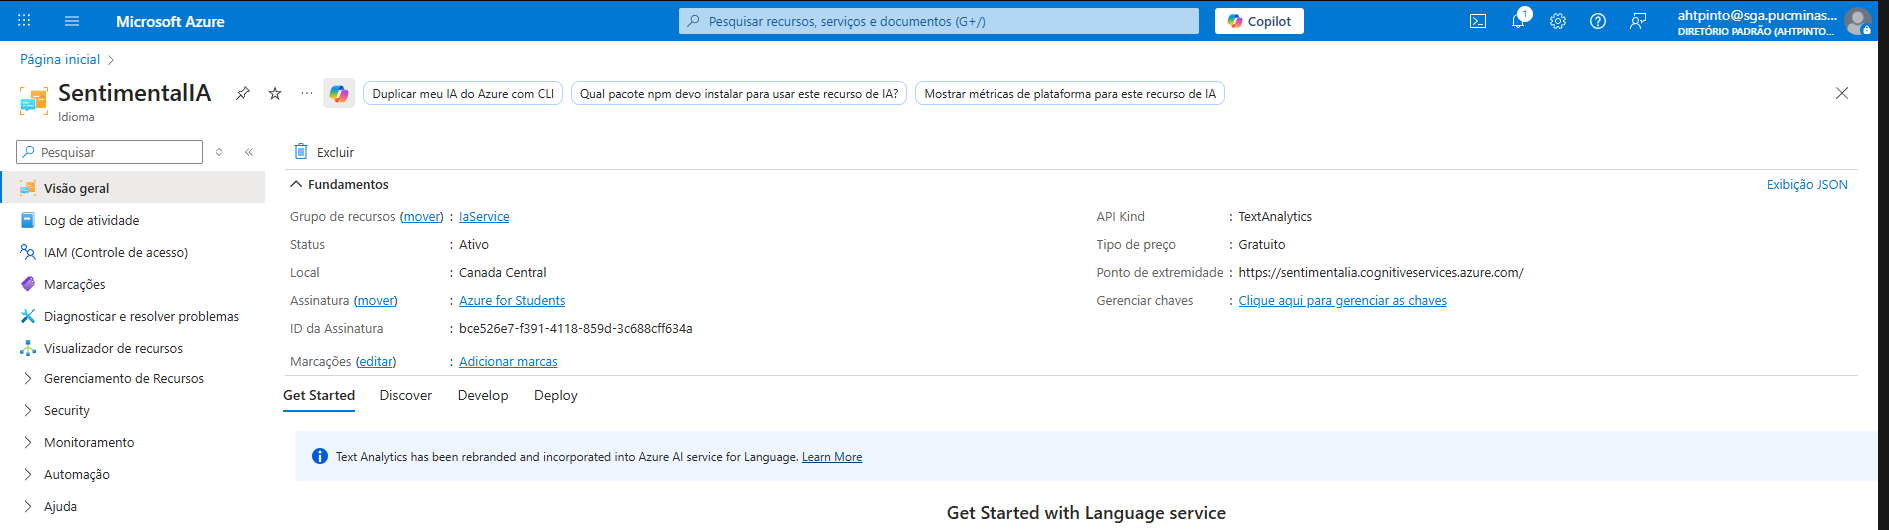 Microsoft Azure
Pesquisar recursos, serviços e documentos (G+/)
Copilot
1
ahtpinto@sga.pucminas...
DIRETÓRIO PADRÃO (AHTPINTO...
Página inicial
SentimentalIA
Idioma
Duplicar meu IA do Azure com CLI
Qual pacote npm devo instalar para usar este recurso de IA?
Mostrar métricas de plataforma para este recurso de IA
Pesquisar
Visão geral
Log de atividade
IAM (Controle de acesso)
Marcações
Diagnosticar e resolver problemas
Visualizador de recursos
Gerenciamento de Recursos
Security
Monitoramento
Automação
Ajuda
Excluir
Fundamentos
Exibição JSON
Grupo de recursos (mover) : IaService
Status : Ativo
Local : Canada Central
Assinatura (mover) : Azure for Students
ID da Assinatura : bce526e7-f391-4118-859d-3c688cff634a
Marcações (editar) : Adicionar marcas
API Kind : TextAnalytics
Tipo de preço : Gratuito
Ponto de extremidade : https://sentimentalia.cognitiveservices.azure.com/
Gerenciar chaves : Clique aqui para gerenciar as chaves
Get Started Discover Develop Deploy
Text Analytics has been rebranded and incorporated into Azure AI service for Language. Learn More
Get Started with Language service